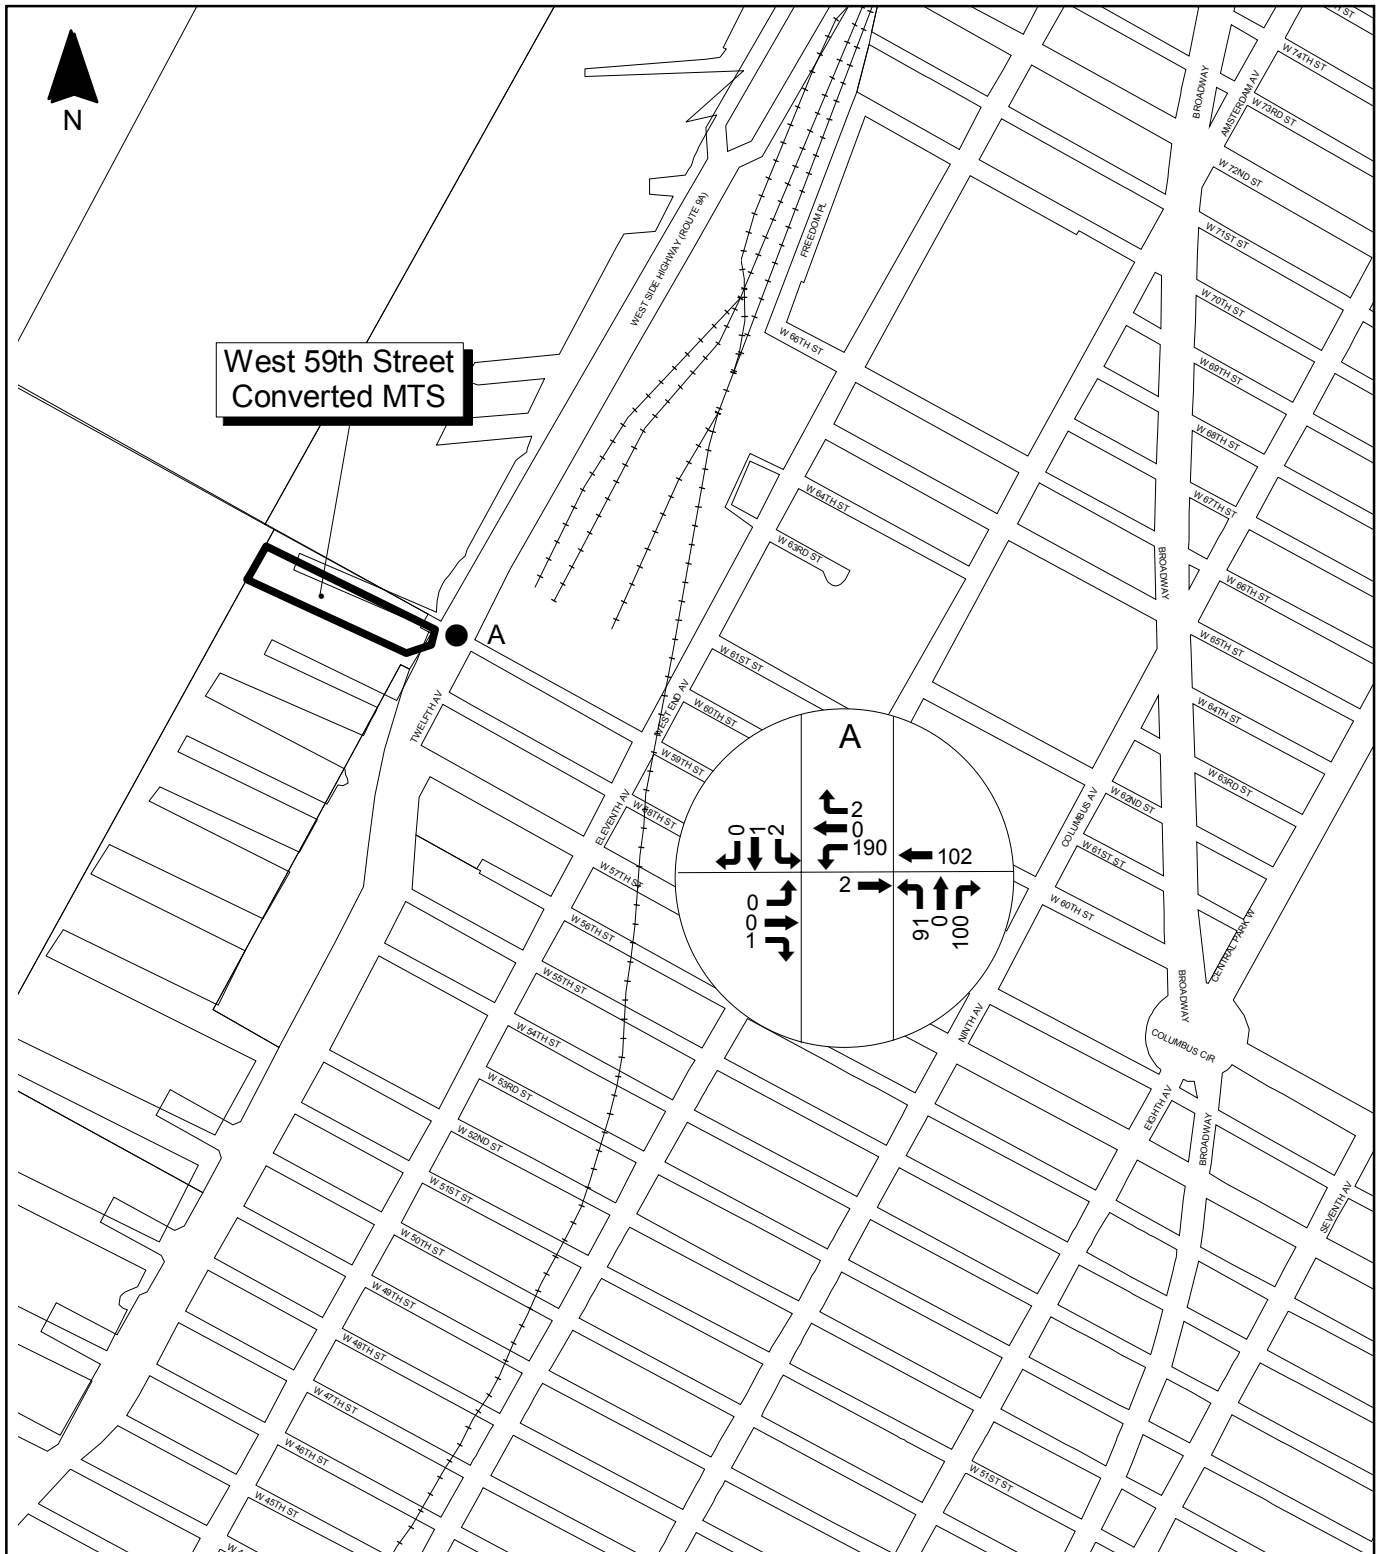 N
W 74TH ST
BROADWAY
AMSTERDAM AV
W 73RD ST
W 72ND ST
WEST SIDE HIGHWAY (ROUTE 9A)
FREEDOM PL
W 71ST ST
W 70TH ST
W 66TH ST
West 59th Street
Converted MTS
W 69TH ST
W 68TH ST
W 64TH ST
W 67TH ST
W 63RD ST
BROADWAY
W 66TH ST
A
W 65TH ST
W 61ST ST
WEST END AV
TWELFTH AV
W 60TH ST
W 64TH ST
W 59TH ST
W 63RD ST
W 62ND ST
COLUMBUS AV
ELEVENTH AV
W 58TH ST
W 61ST ST
A
2
0
190
0
1
2
102
0
0
1
2
91
0
100
W 57TH ST
W 60TH ST
W 56TH ST
CENTRAL PARK W
W 55TH ST
BROADWAY
NINTH AV
COLUMBUS CIR
W 54TH ST
W 53RD ST
EIGHTH AV
BROADWAY
W 52ND ST
W 51ST ST
SEVENTH AV
W 50TH ST
W 49TH ST
W 48TH ST
W 47TH ST
W 46TH ST
W 51ST ST
W 45TH ST